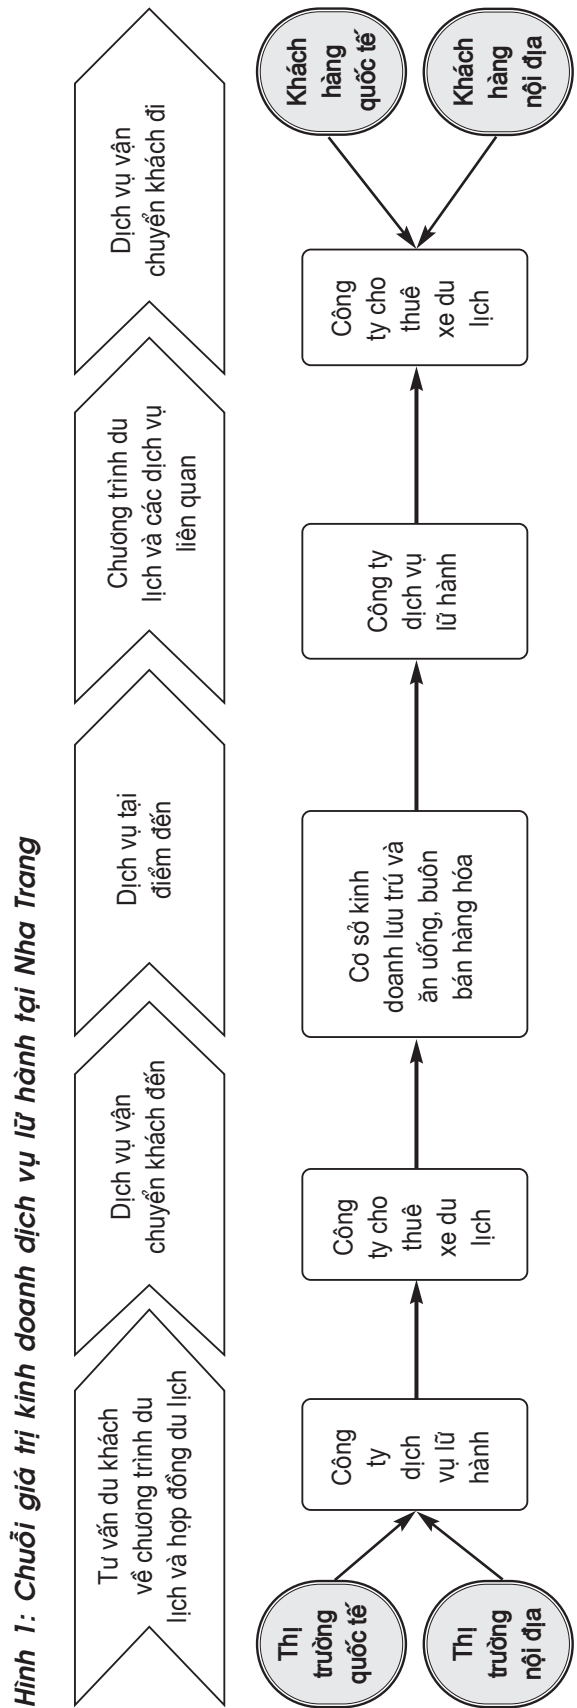 Hình 1: Chuỗi giá trị kinh doanh dịch vụ lữ hành tại Nha Trang
Tư vấn du khách
về chương trình du
lịch và hợp đồng du lịch
Dịch vụ vận
chuyển khách đến
Dịch vụ tại
điểm đến
Chương trình du
lịch và các dịch vụ
liên quan
Dịch vụ vận
chuyển khách đi
Thị
trường
quốc tế
Thị
trường
nội địa
Công
ty
dịch
vụ lữ
hành
Công
ty cho
thuê
xe du
lịch
Cơ sở kinh
doanh lưu trú và
ăn uống, buôn
bán hàng hóa
Công ty
dịch vụ
lữ hành
Công
ty cho
thuê
xe du
lịch
Khách
hàng
quốc tế
Khách
hàng
nội địa